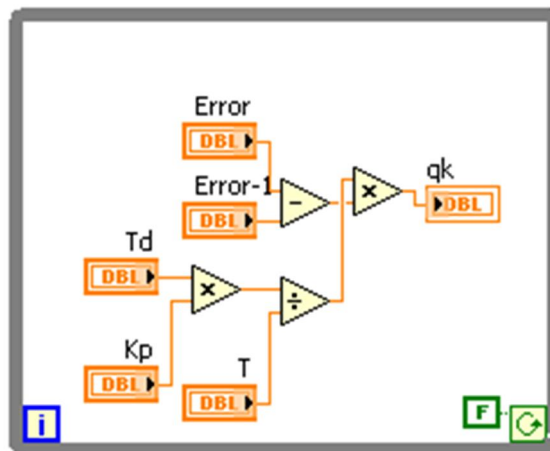 Error
DBL
Error-1
DBL
-
×
qk
DBL
Td
DBL
×
÷
Kp
DBL
T
DBL
i
F